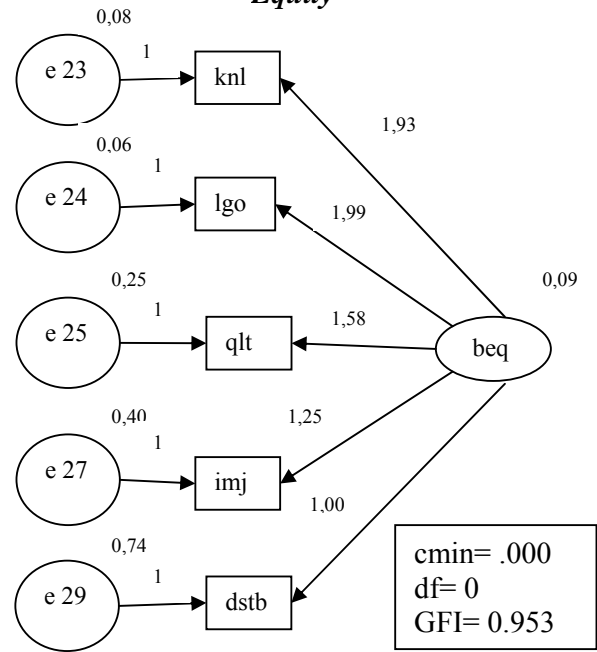 Equity
0,08
e 23
1
knl
1,93
0,06
e 24
1
lgo
1,99
0,25
e 25
1
qlt
1,58
0,09
beq
0,40
e 27
1
imj
1,25
0,74
e 29
1
dstb
1,00
cmin= .000
df= 0
GFI= 0.953